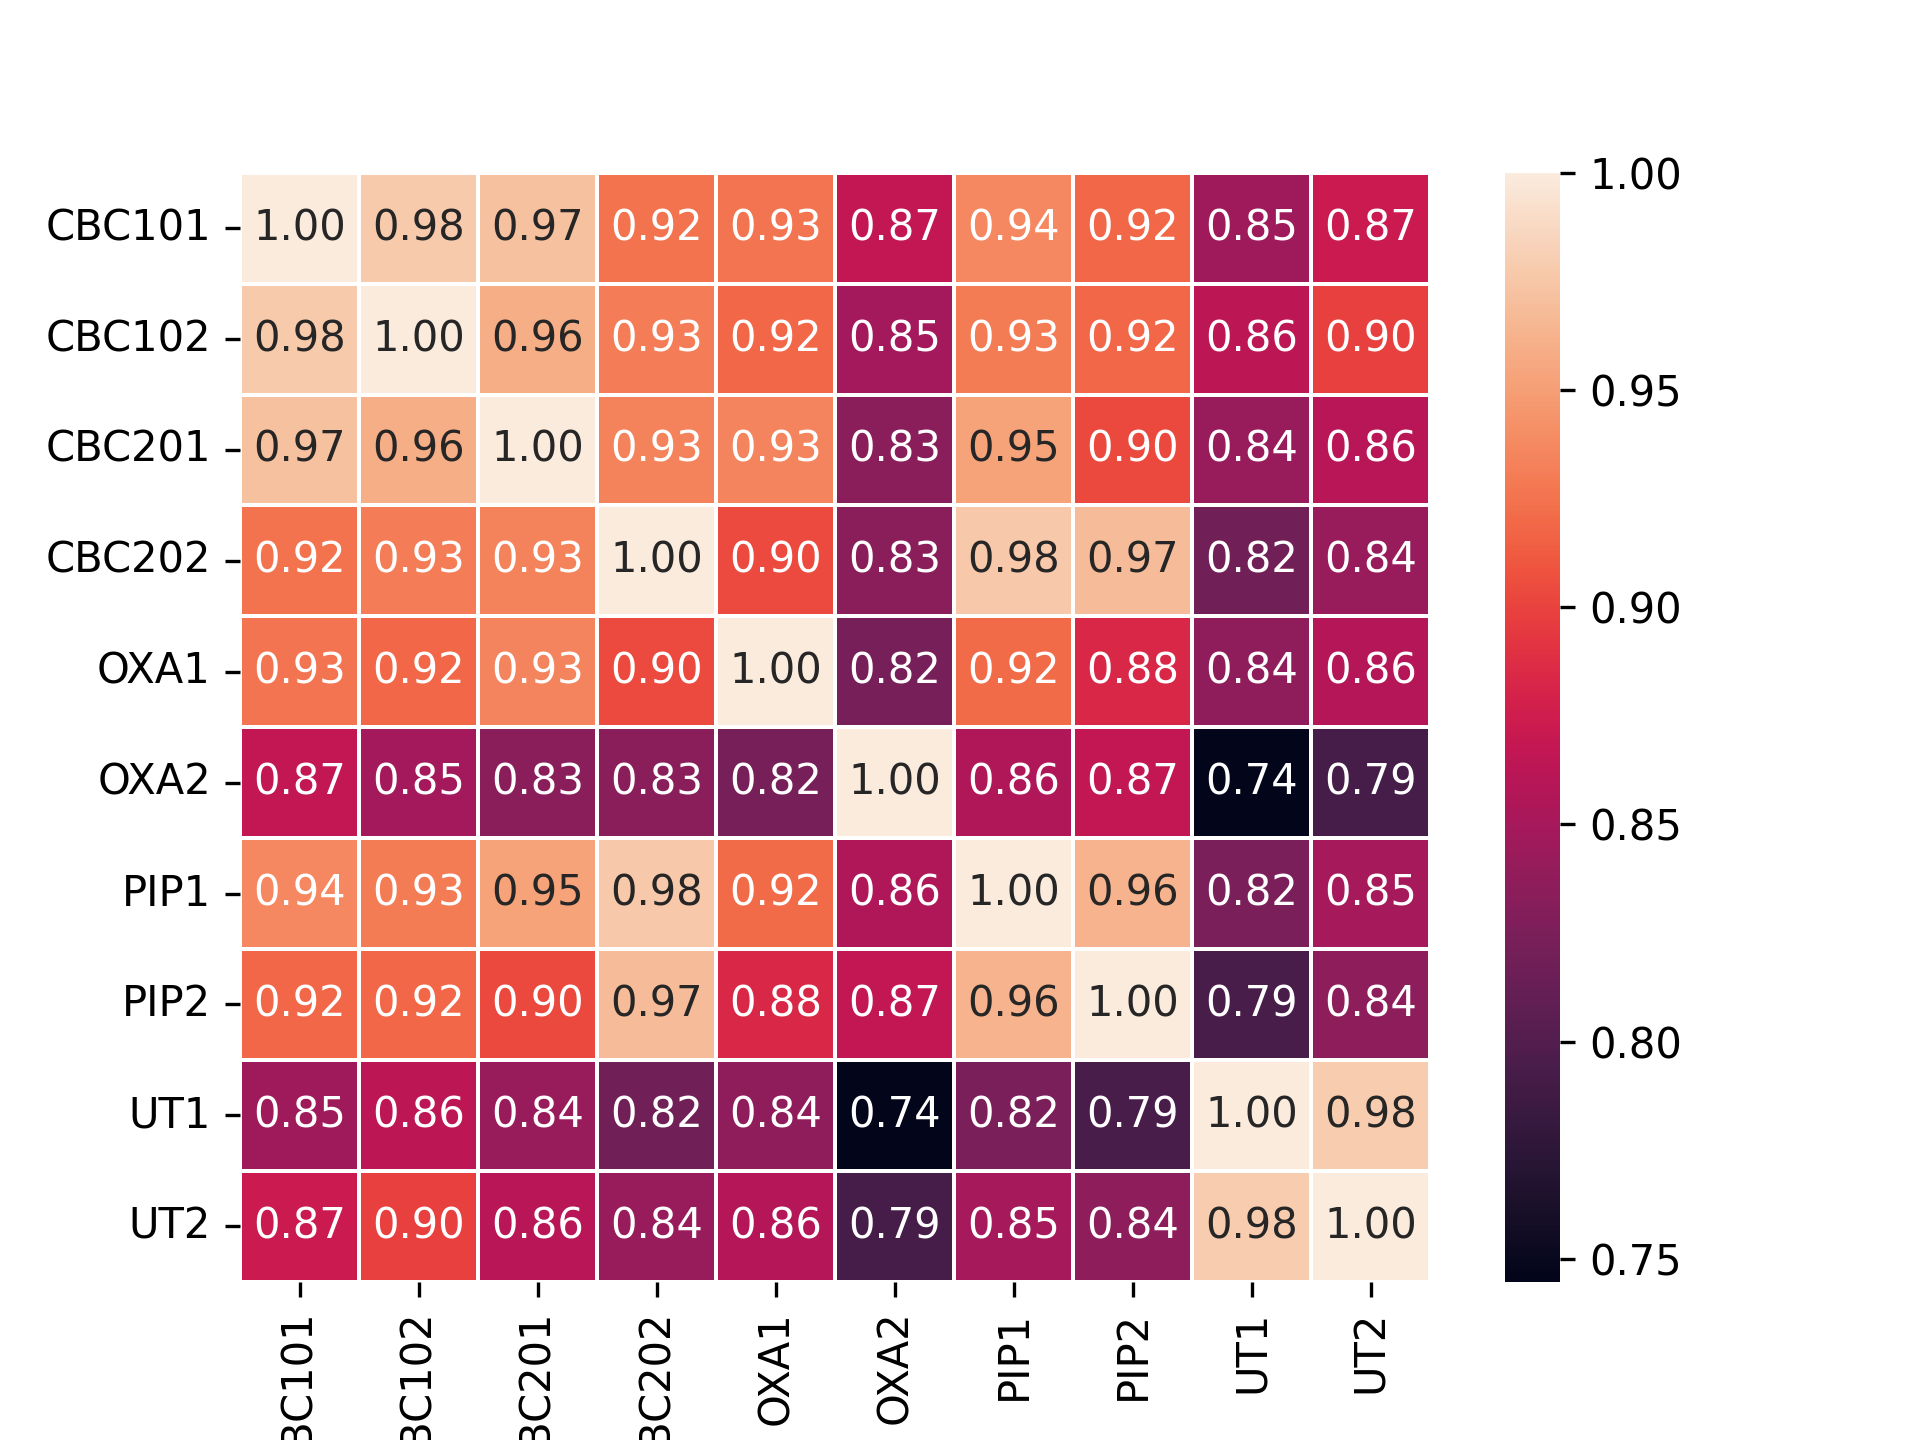 1.00
CBC101 1.00 0.98 0.97 0.92 0.93 0.87 0.94 0.92 0.85 0.87
CBC102 0.98 1.00 0.96 0.93 0.92 0.85 0.93 0.92 0.86 0.90
0.95
CBC201 0.97 0.96 1.00 0.93 0.93 0.83 0.95 0.90 0.84 0.86
CBC202 0.92 0.93 0.93 1.00 0.90 0.83 0.98 0.97 0.82 0.84
0.90
OXA1 0.93 0.92 0.93 0.90 1.00 0.82 0.92 0.88 0.84 0.86
OXA2 0.87 0.85 0.83 0.83 0.82 1.00 0.86 0.87 0.74 0.79
0.85
PIP1 0.94 0.93 0.95 0.98 0.92 0.86 1.00 0.96 0.82 0.85
PIP2 0.92 0.92 0.90 0.97 0.88 0.87 0.96 1.00 0.79 0.84
0.80
UT1 0.85 0.86 0.84 0.82 0.84 0.74 0.82 0.79 1.00 0.98
UT2 0.87 0.90 0.86 0.84 0.86 0.79 0.85 0.84 0.98 1.00
0.75
BC101 BC102 BC201 BC202 OXA1 OXA2 PIP1 PIP2 UT1 UT2